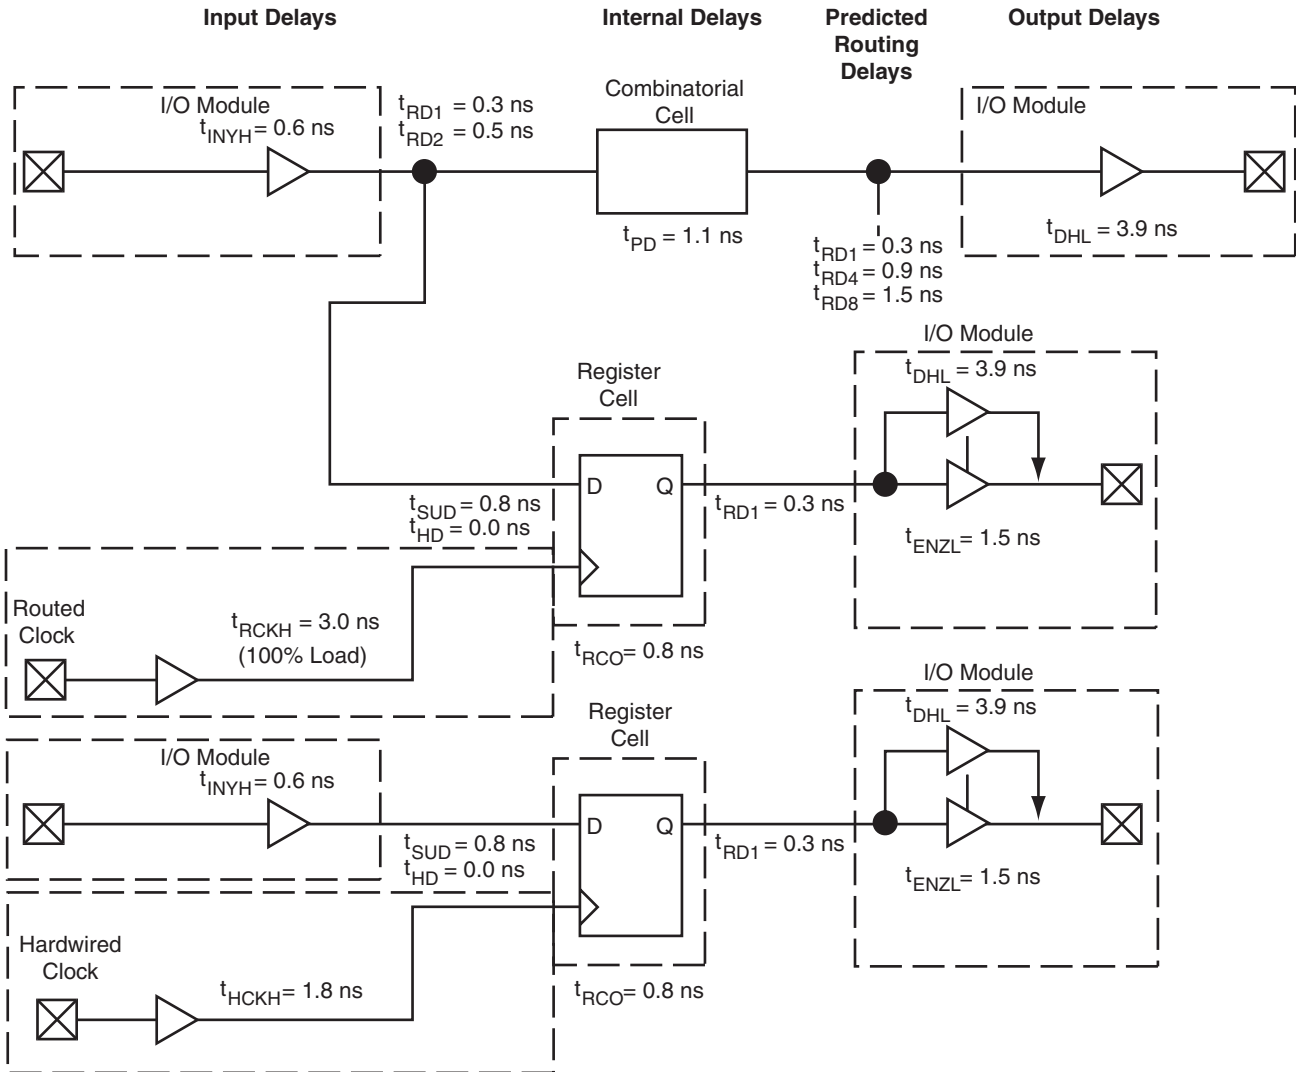 Input Delays
Internal Delays
Predicted
Routing
Delays
Output Delays
I/O Module
tINYH = 0.6 ns
tRD1 = 0.3 ns
tRD2 = 0.5 ns
Combinatorial
Cell
tPD = 1.1 ns
tRD1 = 0.3 ns
tRD4 = 0.9 ns
tRD8 = 1.5 ns
I/O Module
tDHL = 3.9 ns
Register
Cell
D
Q
tSUD = 0.8 ns
tHD = 0.0 ns
tRD1 = 0.3 ns
I/O Module
tDHL = 3.9 ns
tENZL = 1.5 ns
Routed
Clock
tRCKH = 3.0 ns
(100% Load)
tRCO = 0.8 ns
I/O Module
tINYH = 0.6 ns
Register
Cell
D
Q
tSUD = 0.8 ns
tHD = 0.0 ns
tRD1 = 0.3 ns
I/O Module
tDHL = 3.9 ns
tENZL = 1.5 ns
Hardwired
Clock
tHCKH = 1.8 ns
tRCO = 0.8 ns